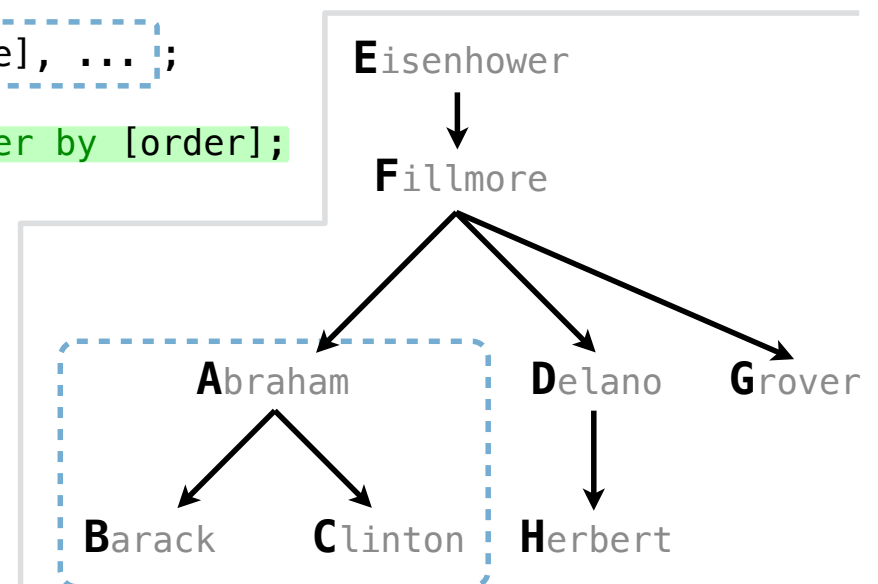 e], ... ;
er by [order];
Eisenhower
Fillmore
Abraham Delano Grover
Barack Clinton Herbert